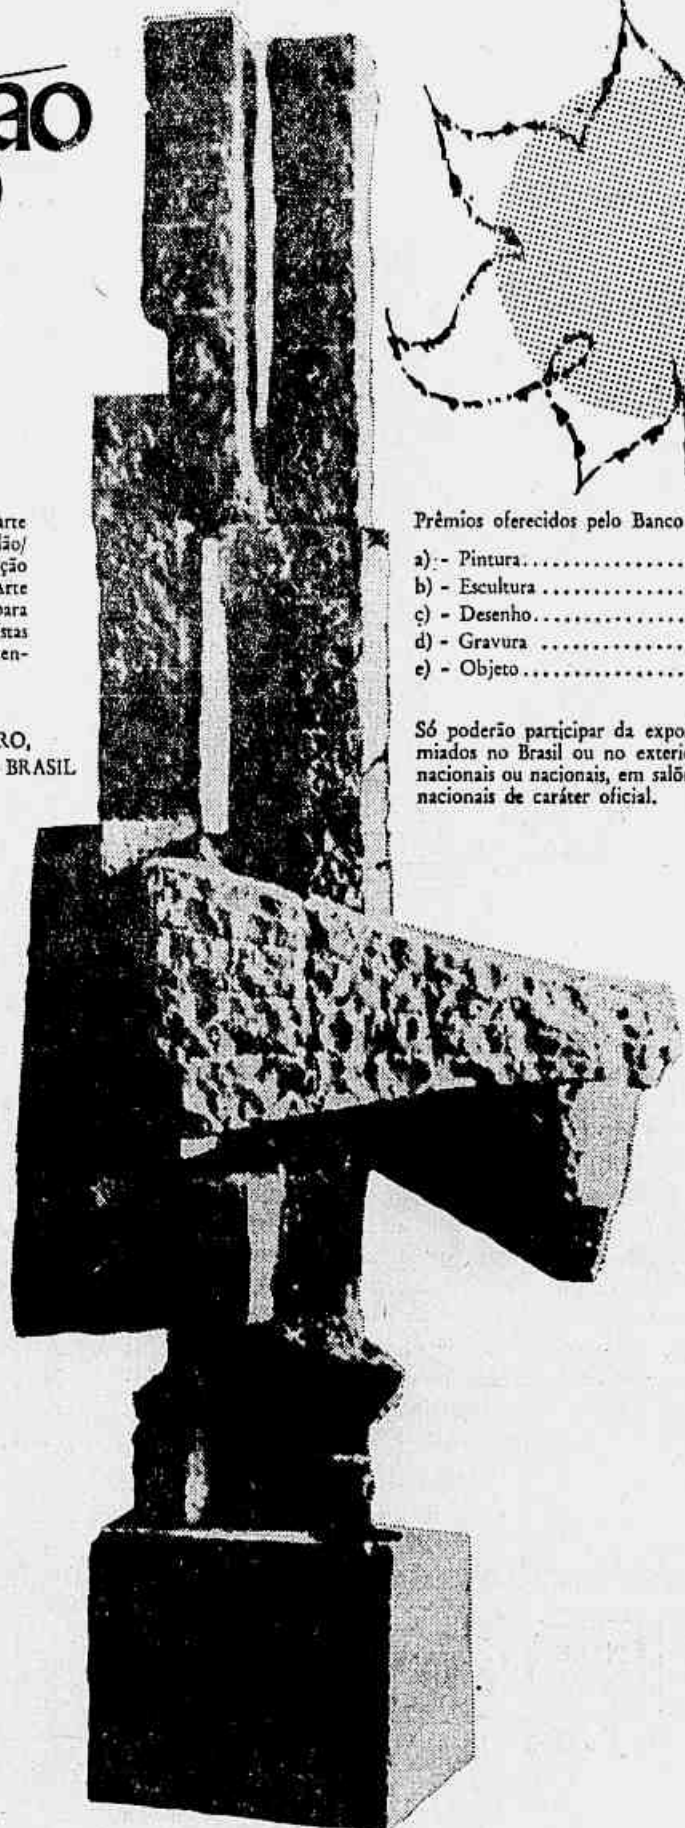 ão
arte
ão/
ção
Arte
para
stas
en-
RO,
BRASIL
Prêmios oferecidos pelo Banco
a) - Pintura....................
b) - Escultura ..................
c) - Desenho....................
d) - Gravura ..................
e) - Objeto....................
Só poderão participar da expo
miados no Brasil ou no exteri
nacionais ou nacionais, em salõ
nacionais de caráter oficial.